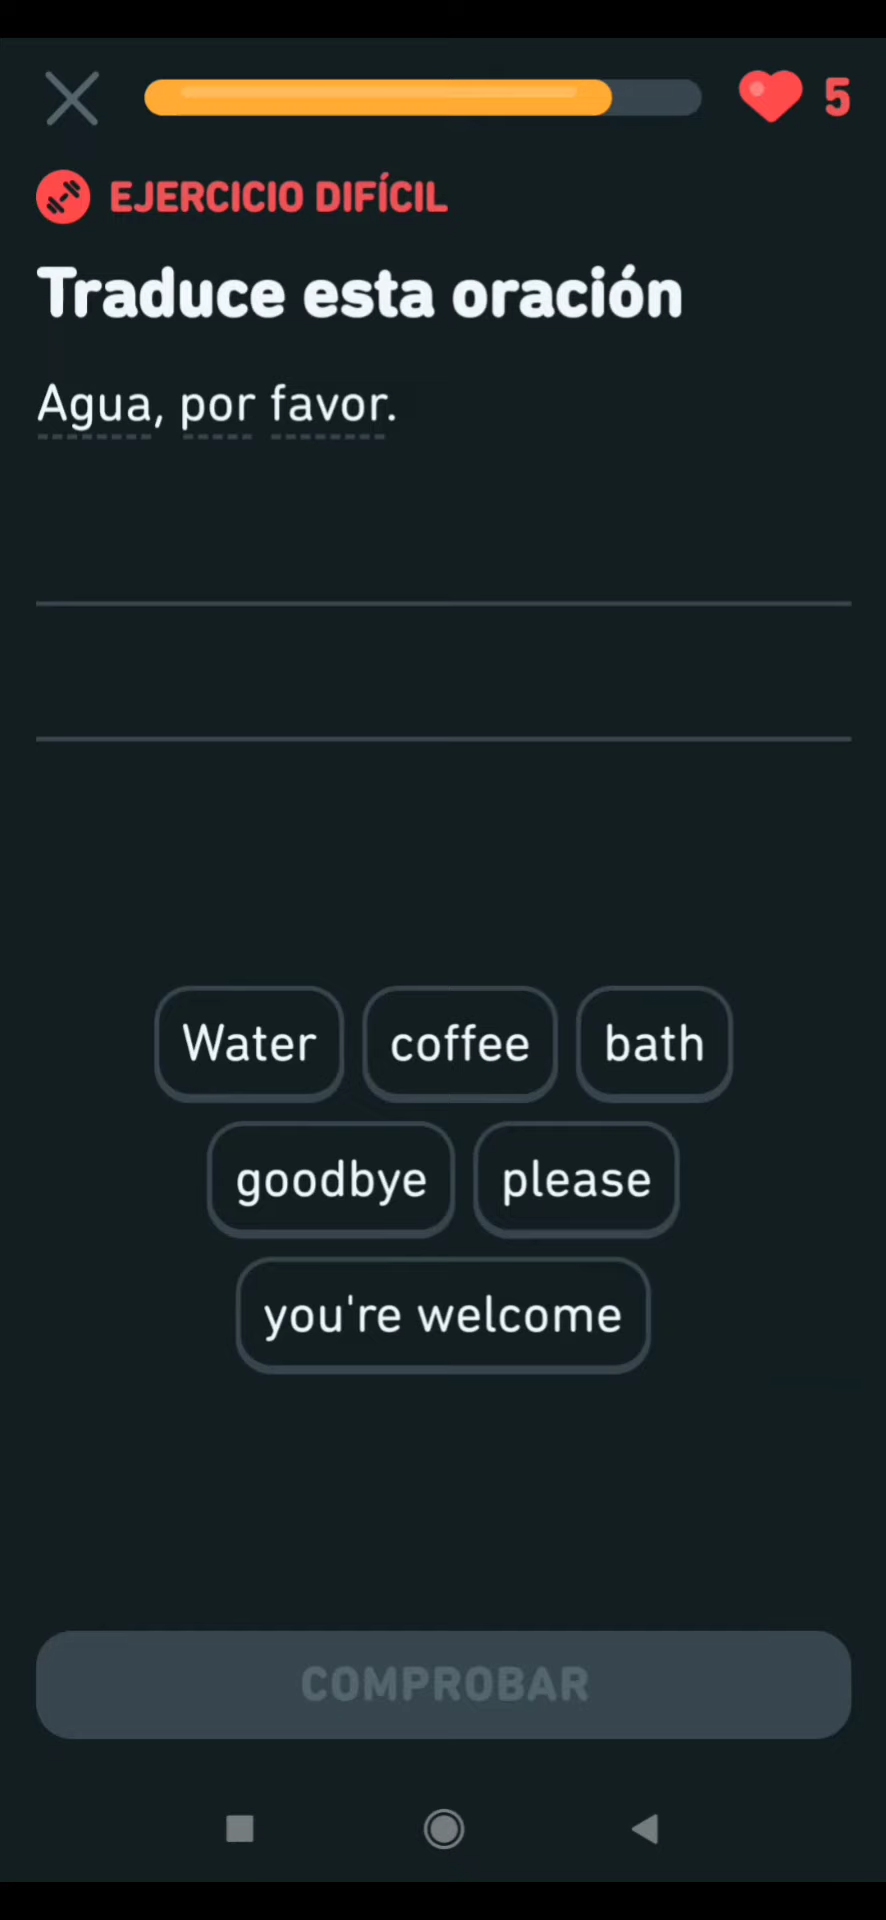 5
EJERCICIO DIFÍCIL
Traduce esta oración
Agua, por favor.
Water coffee bath
goodbye please
you're welcome
COMPROBAR